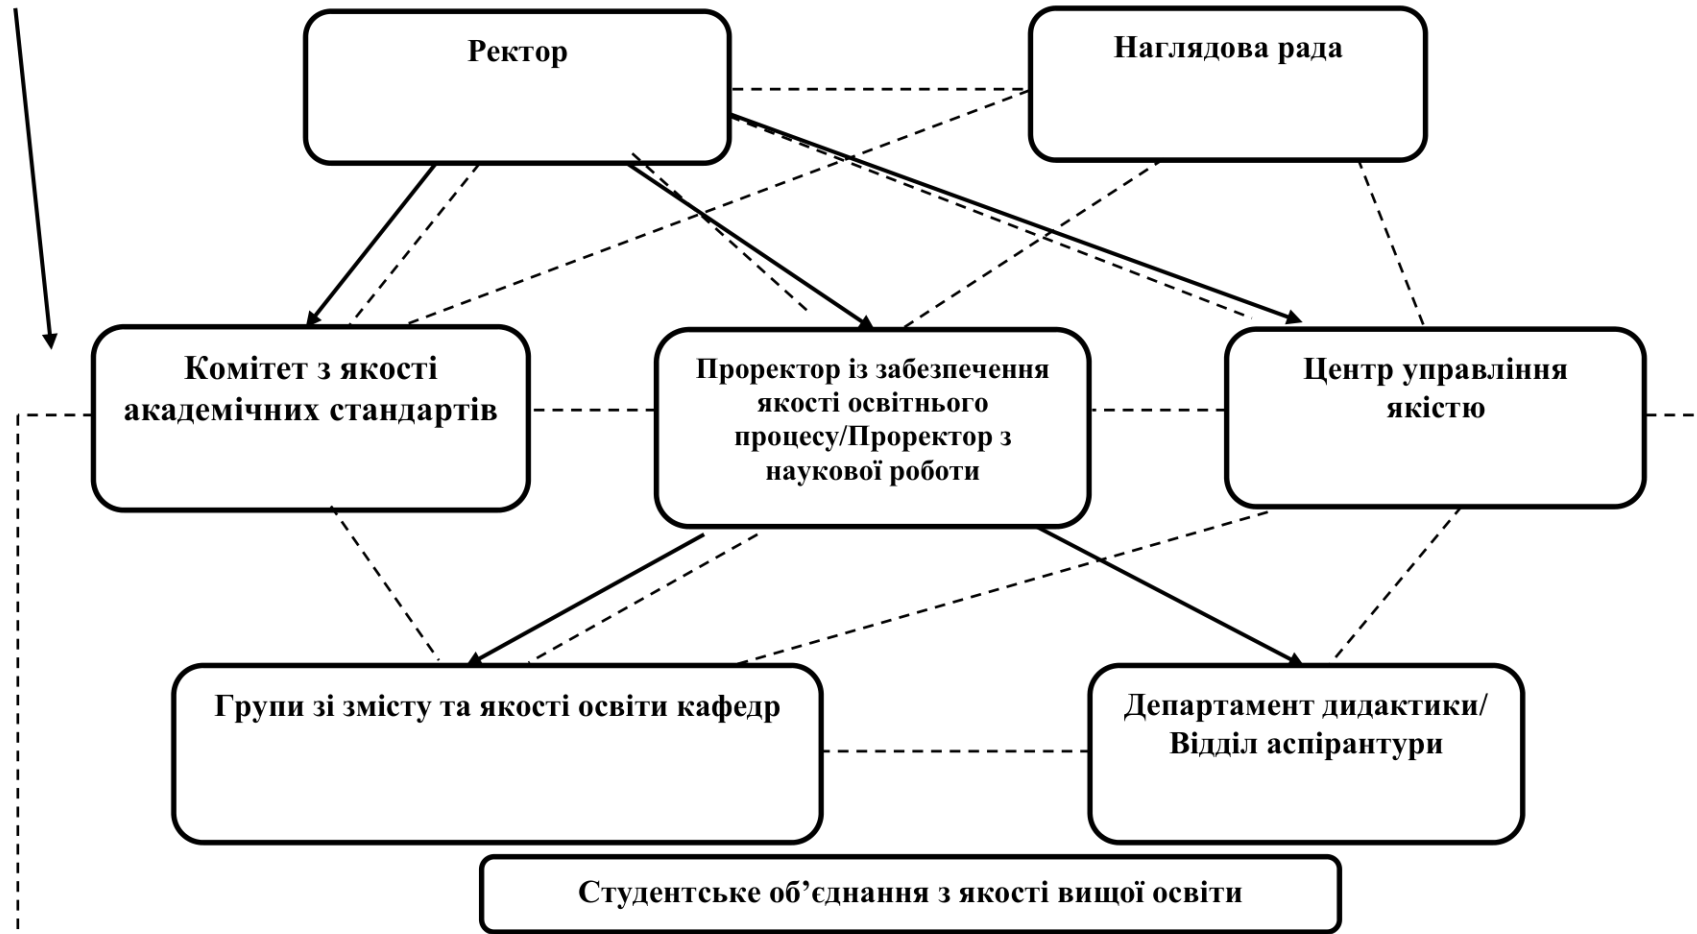 Ректор
Наглядова рада
Комітет з якості
академічних стандартів
Проректор із забезпечення
якості освітнього
процесу/Проректор з
наукової роботи
Центр управління
якістю
Групи зі змісту та якості освіти кафедр
Департамент дидактики/
Відділ аспірантури
Студентське об’єднання з якості вищої освіти